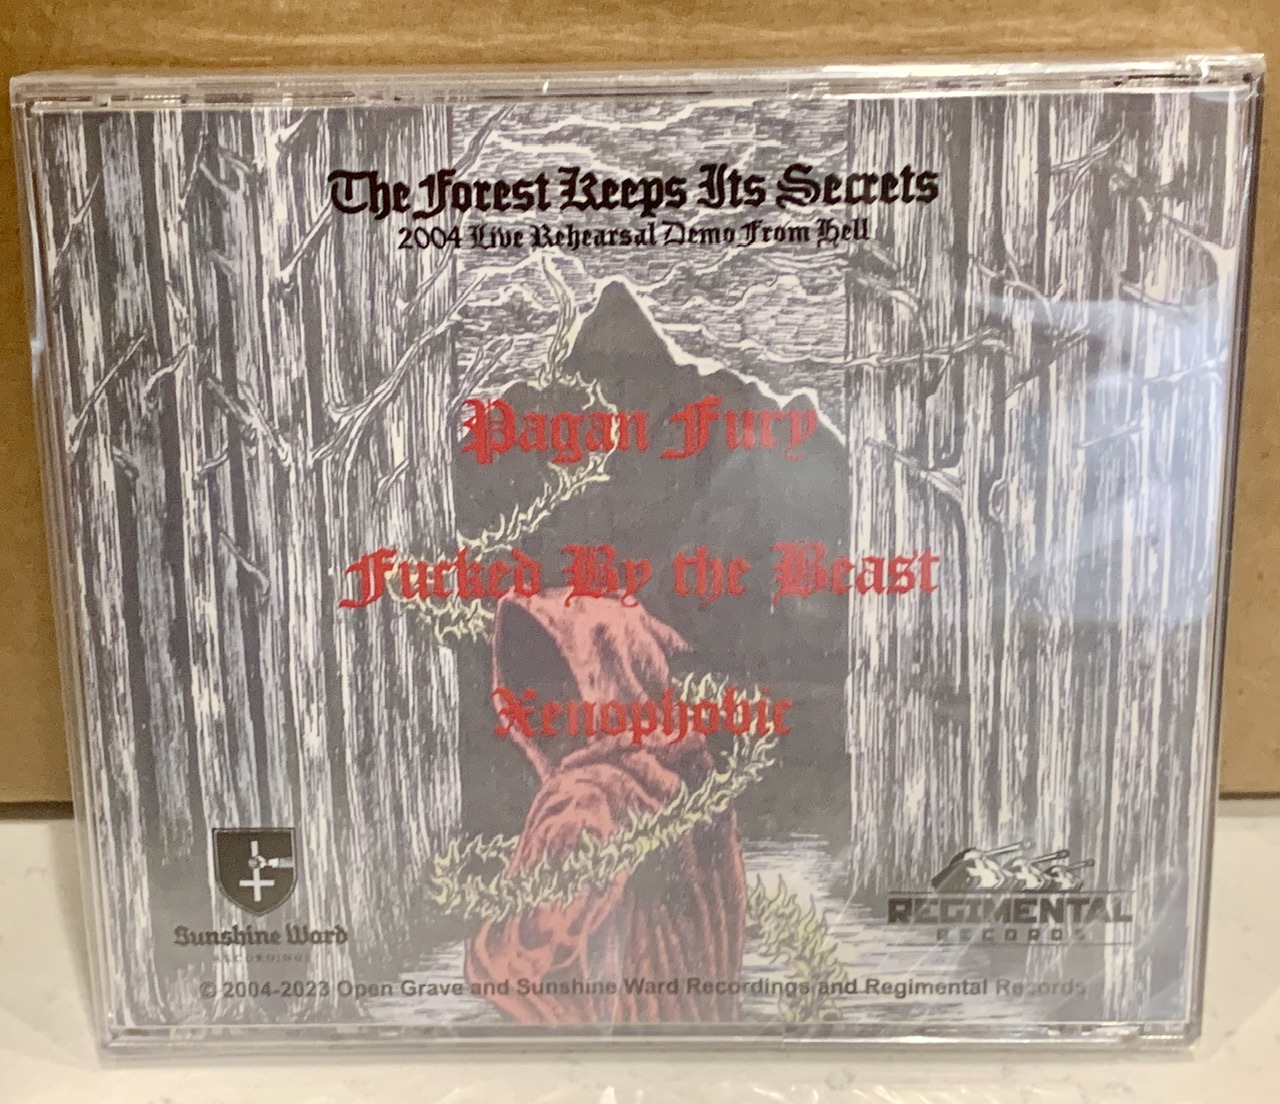 The Forest Keeps Its Secrets
2004 Live Rehearsal Demo From Hell
Pagan Fury
Fucked By the Beast
Xenophobic
Sunshine Ward
RECORDINGS
REGIMENTAL
RECORDS
© 2004-2023 Open Grave and Sunshine Ward Recordings and Regimental Records